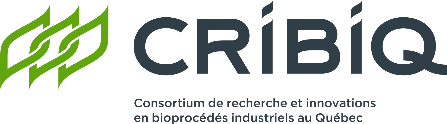 CRIBIQ
Consortium de recherche et innovations
en bioprocédés industriels au Québec